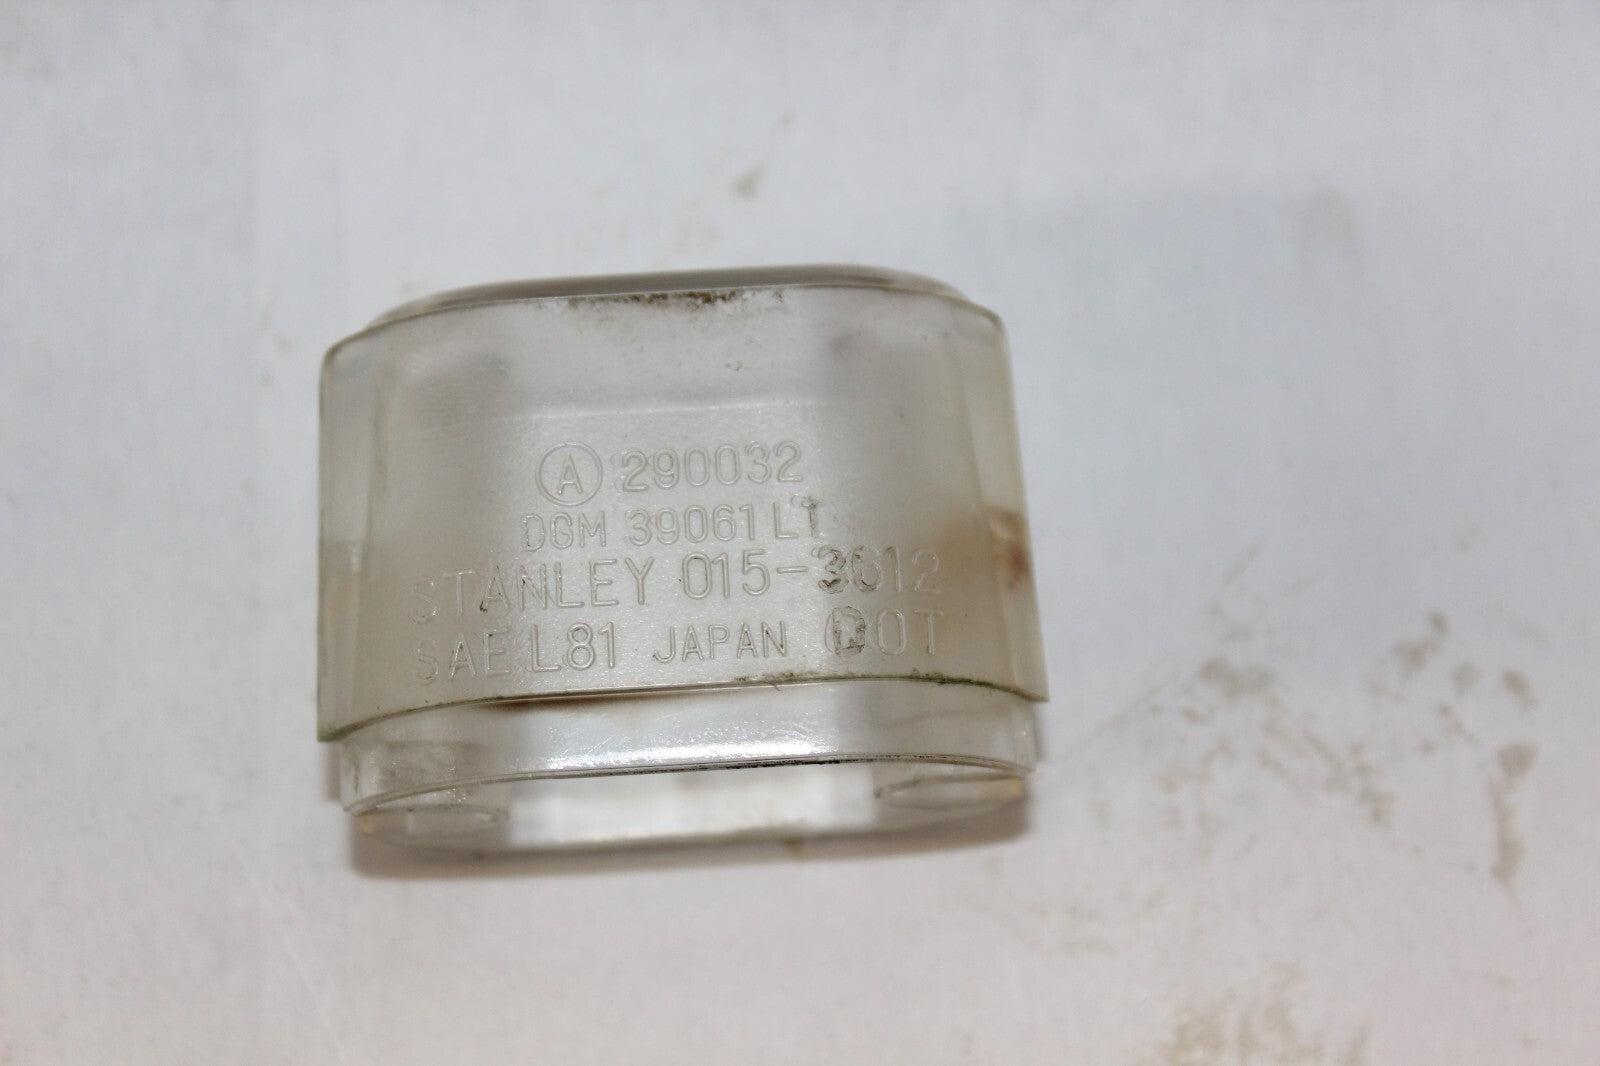 Ⓐ 290032
DGM 39061 LT
STANLEY 015-3612
SAE L81 JAPAN DOT